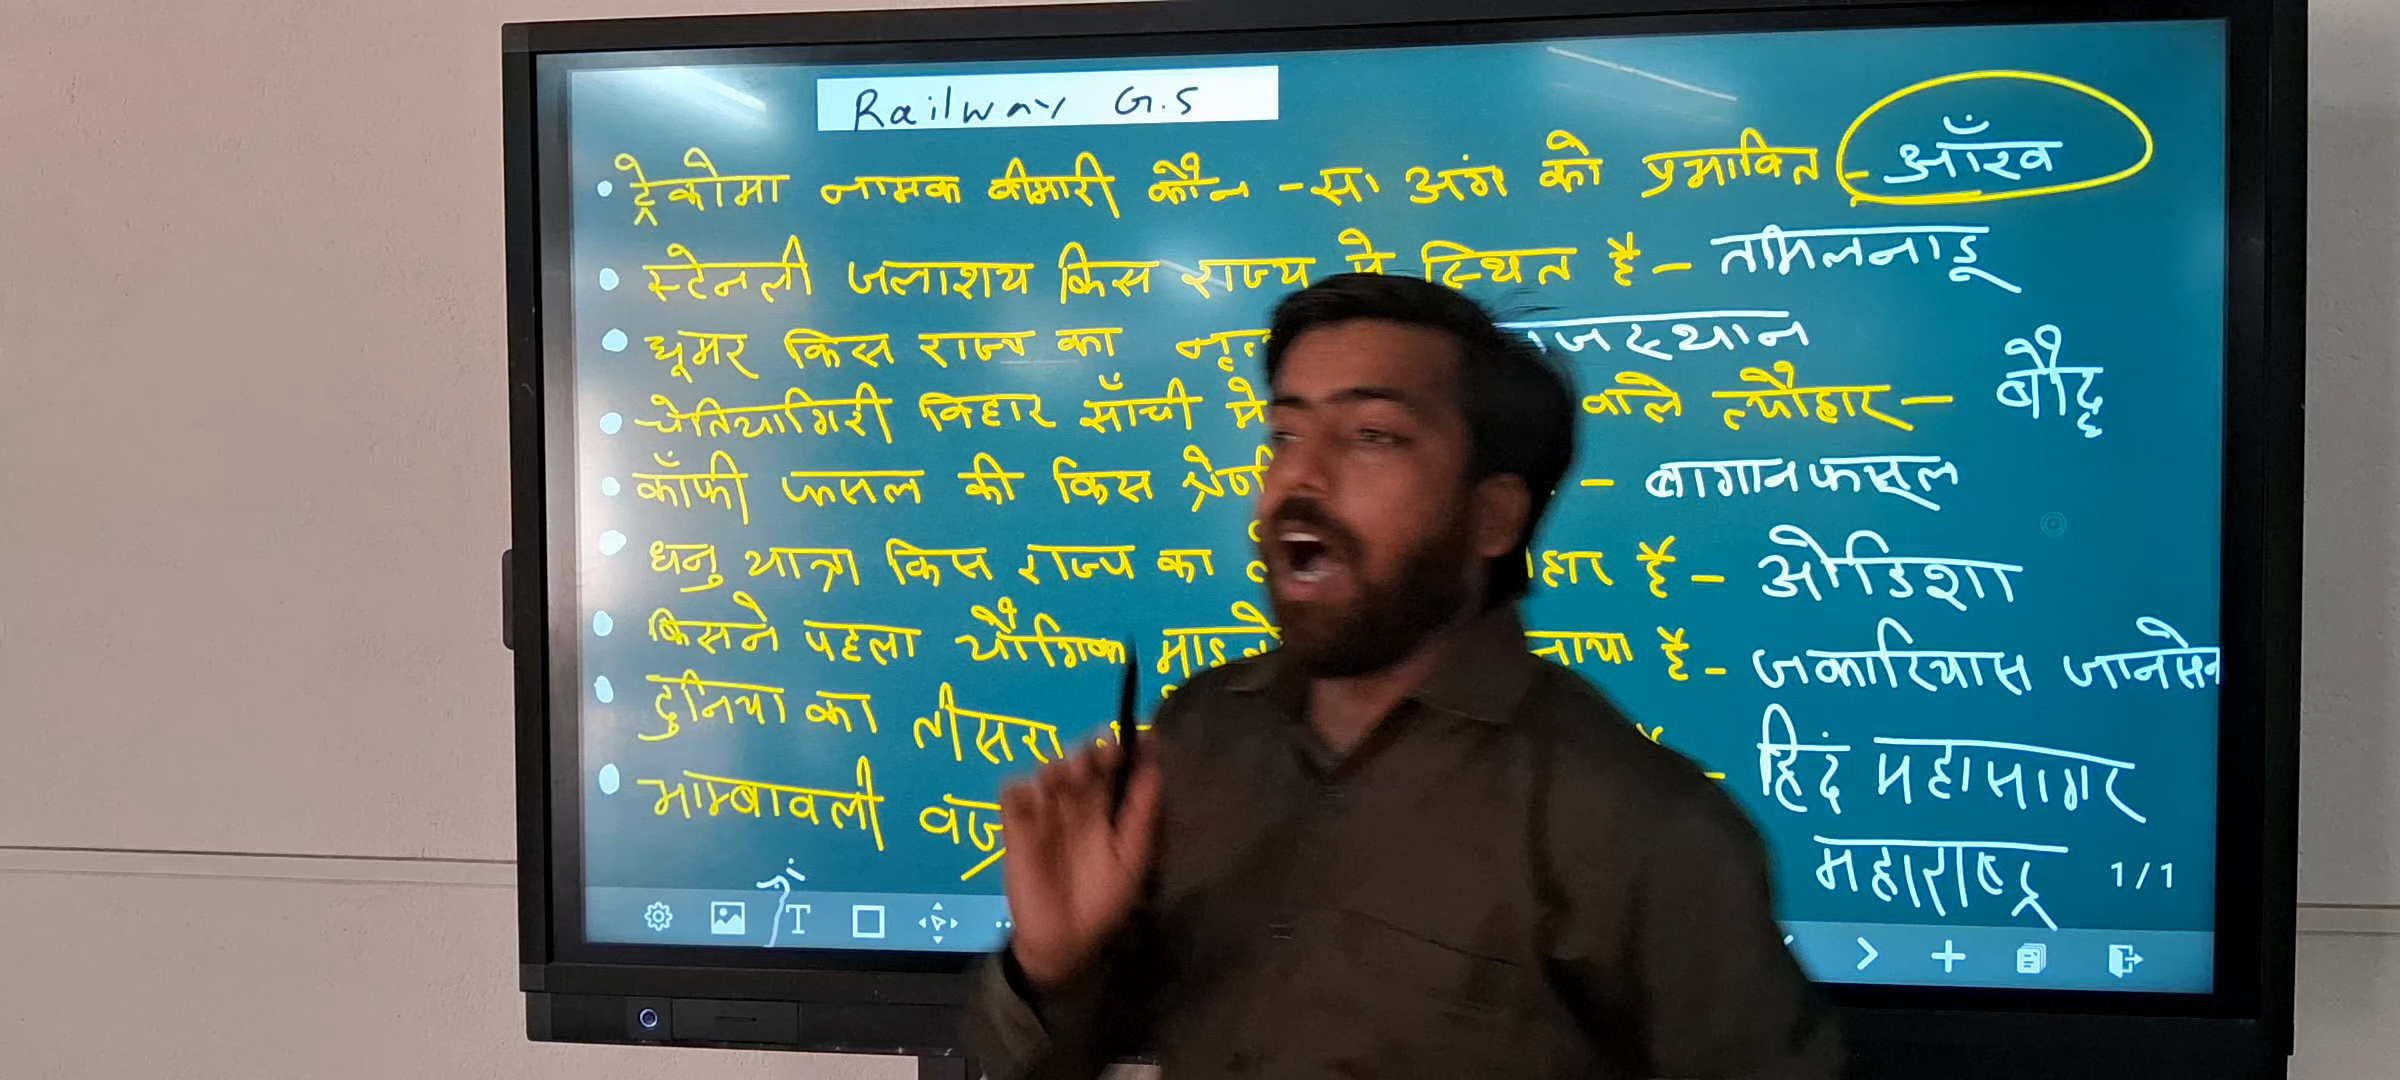 Railway G.S
ट्रेकोमा नामक बीमारी कौन-सा अंग को प्रभावित - आँख
स्टेनली जलाशय किस राज्य में स्थित है - तामिलनाडू
घूमर किस राज्य का जस्थान
चेतियागिरी विहार साँची मे वाले त्यौहार - बौद्ध
कॉफी फसल की किस - बागान फसल
धनु यात्रा किस राज्य का है - ओडिशा
किसने पहला यौगिक है - जकारियास जानसेन
दुनिया का तीसरा - हिंद महासागर
माम्बावली महाराष्ट्र
1/1
T